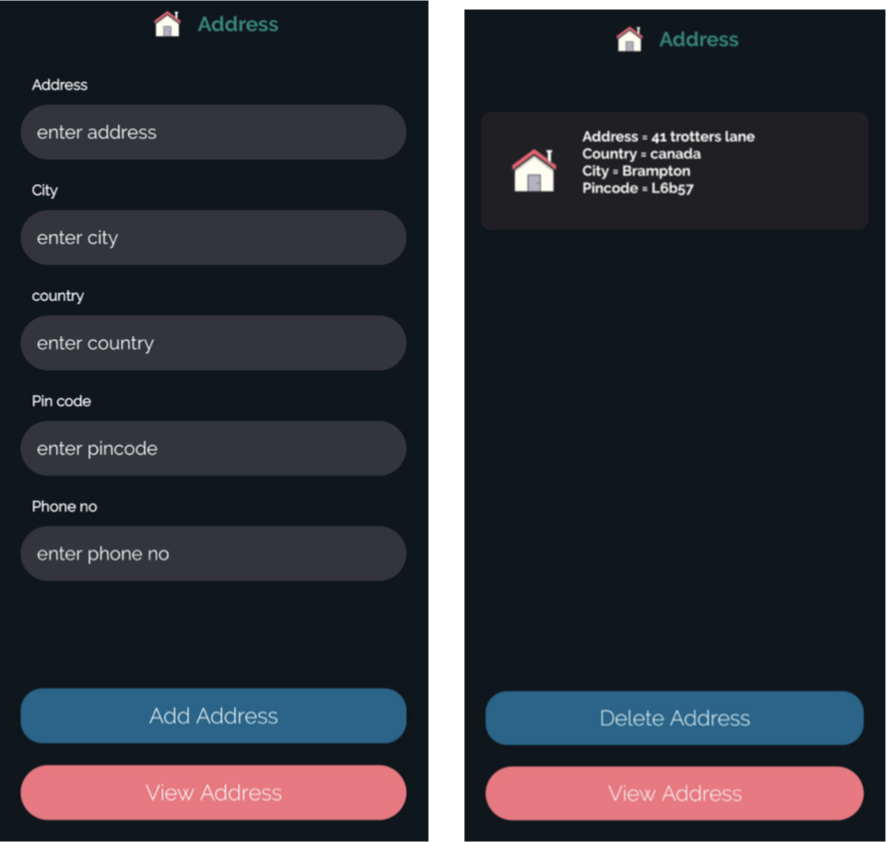 Address
Address
enter address
City
enter city
country
enter country
Pin code
enter pincode
Phone no
enter phone no
Add Address
View Address
Address
Address = 41 trotters lane
Country = canada
City = Brampton
Pincode = L6b57
Delete Address
View Address